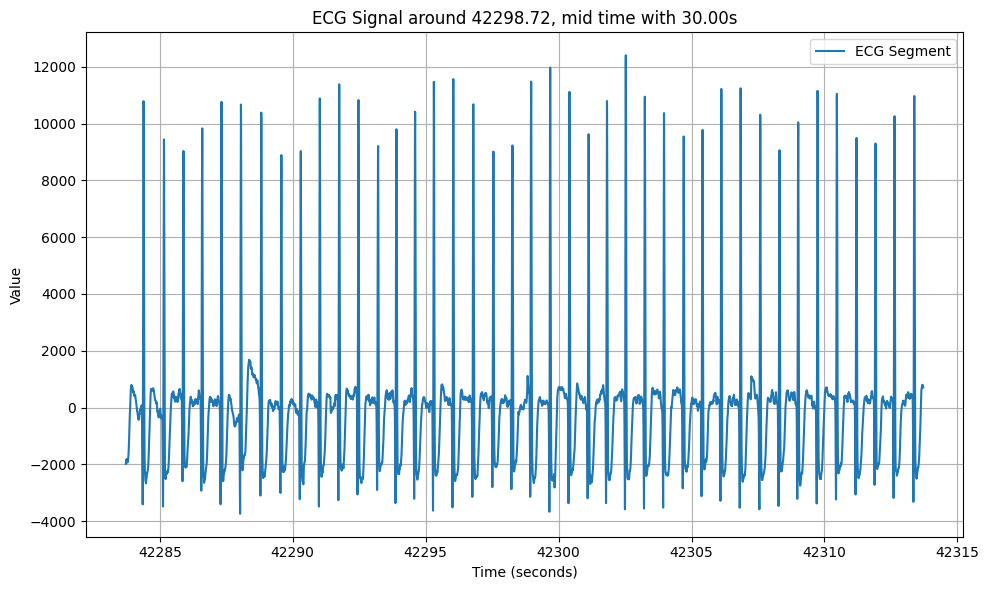 ECG Signal around 42298.72, mid time with 30.00s
ECG Segment
Value
12000
10000
8000
6000
4000
2000
0
−2000
−4000
42285 42290 42295 42300 42305 42310 42315
Time (seconds)